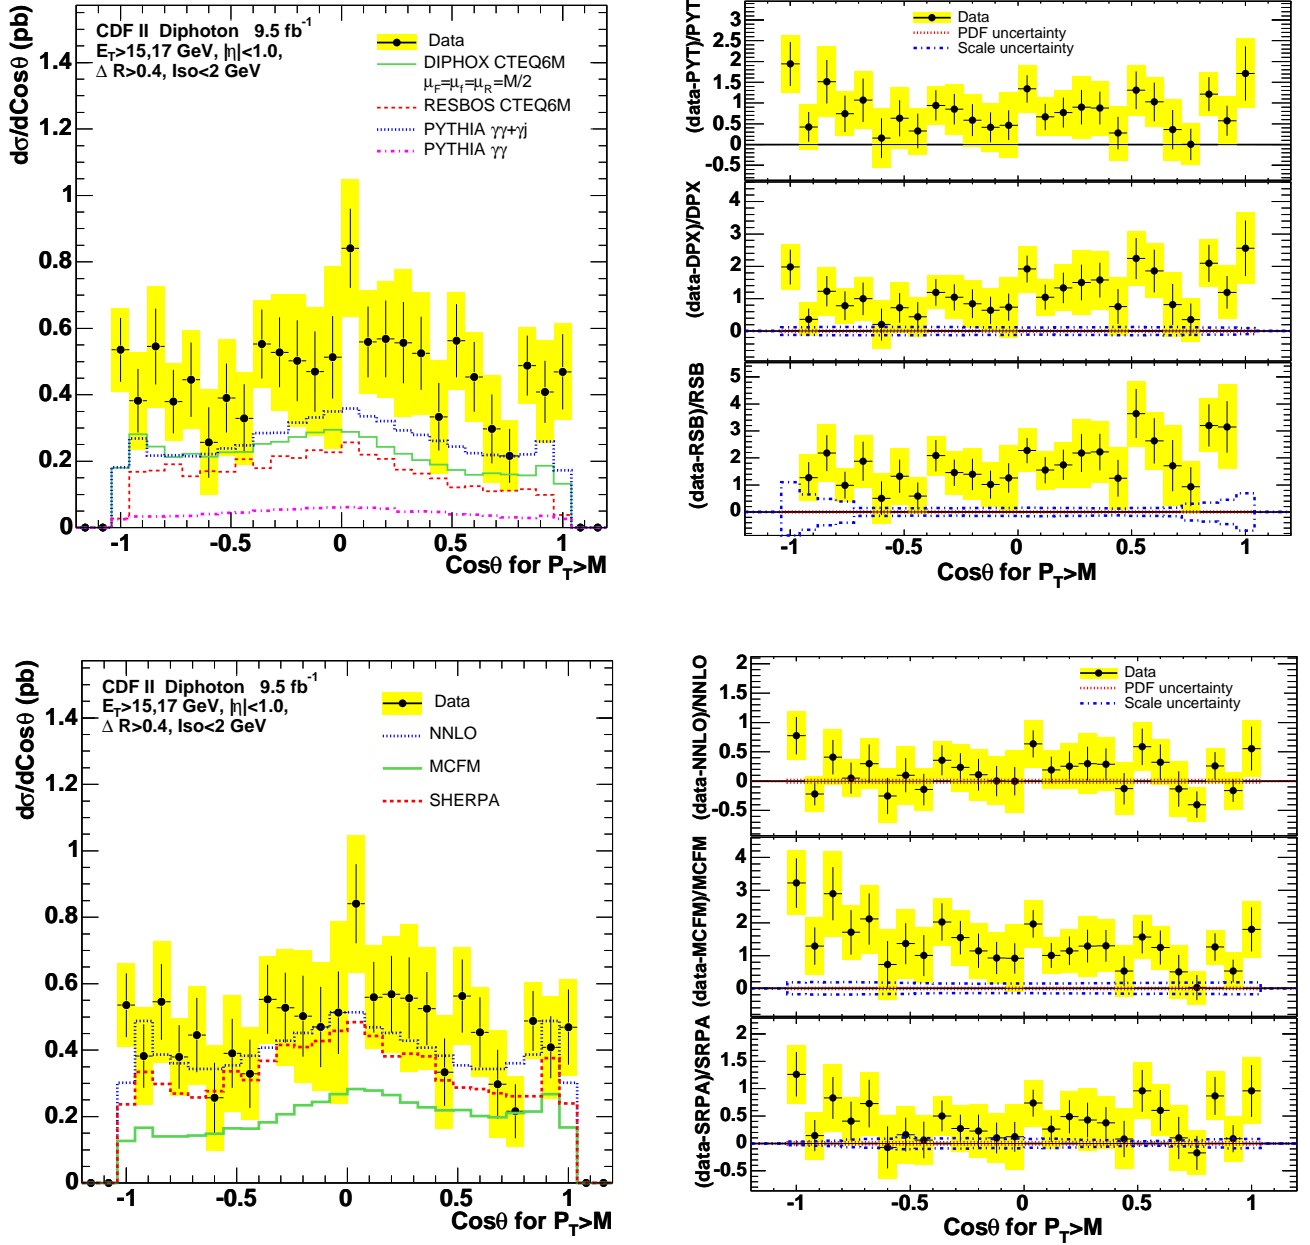 CDF II Diphoton 9.5 fb⁻¹
E_T>15,17 GeV, |η|<1.0,
Δ R>0.4, Iso<2 GeV
Data
DIPHOX CTEQ6M
μ_F=μ_f=μ_R=M/2
RESBOS CTEQ6M
PYTHIA γγ+γj
PYTHIA γγ
dσ/dCosθ (pb)
1.4
1.2
1
0.8
0.6
0.4
0.2
0
-1 -0.5 0 0.5 1
Cosθ for P_T>M
(data-PYT)/PYT
3
2.5
2
1.5
1
0.5
0
-0.5
Data
PDF uncertainty
Scale uncertainty
(data-DPX)/DPX
4
3
2
1
0
(data-RSB)/RSB
5
4
3
2
1
0
-1 -0.5 0 0.5 1
Cosθ for P_T>M
CDF II Diphoton 9.5 fb⁻¹
E_T>15,17 GeV, |η|<1.0,
Δ R>0.4, Iso<2 GeV
Data
NNLO
MCFM
SHERPA
dσ/dCosθ (pb)
1.4
1.2
1
0.8
0.6
0.4
0.2
0
-1 -0.5 0 0.5 1
Cosθ for P_T>M
(data-NNLO)/NNLO
2
1.5
1
0.5
0
-0.5
Data
PDF uncertainty
Scale uncertainty
(data-MCFM)/MCFM
4
3
2
1
0
(data-SRPA)/SRPA
2
1.5
1
0.5
0
-0.5
-1 -0.5 0 0.5 1
Cosθ for P_T>M